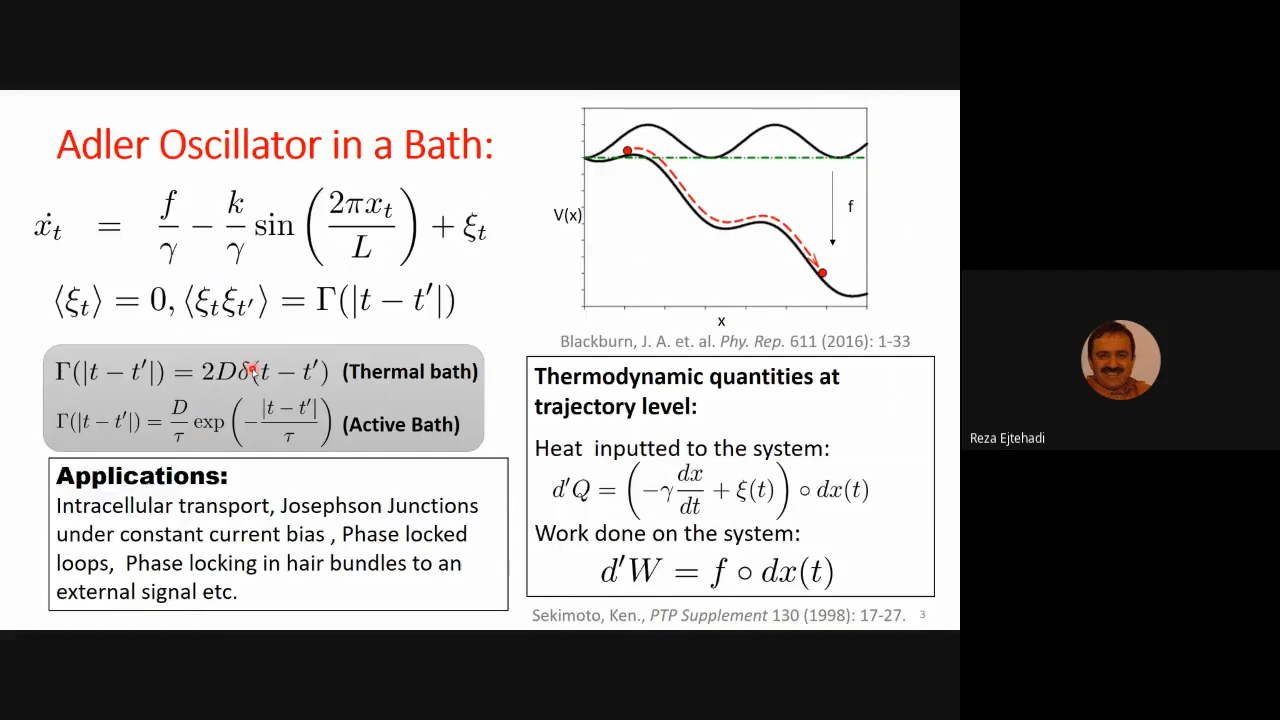 Adler Oscillator in a Bath:
ẋ_t = f/γ − k/γ sin(2πx_t/L) + ξ_t
⟨ξ_t⟩ = 0, ⟨ξ_tξ_t′⟩ = Γ(|t − t′|)
Γ(|t − t′|) = 2Dδ(t − t′) (Thermal bath)
Γ(|t − t′|) = D/τ exp(−|t − t′|/τ) (Active Bath)
Applications:
Intracellular transport, Josephson Junctions
under constant current bias , Phase locked
loops, Phase locking in hair bundles to an
external signal etc.
V(x)
f
x
Blackburn, J. A. et. al. Phy. Rep. 611 (2016): 1-33
Thermodynamic quantities at
trajectory level:
Heat inputted to the system:
d′Q = (−γ dx/dt + ξ(t)) ∘ dx(t)
Work done on the system:
d′W = f ∘ dx(t)
Sekimoto, Ken., PTP Supplement 130 (1998): 17-27.
3
Reza Ejtehadi